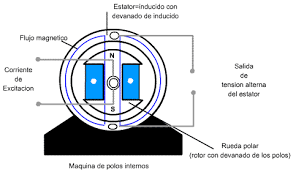 Estator=inducido con
devanado de inducido
Flujo magnetico
N
Corriente
de
Excitacion
Salida
de
tension alterna
del estator
S
Rueda polar
(rotor con devanado de los polos)
Maquina de polos internos